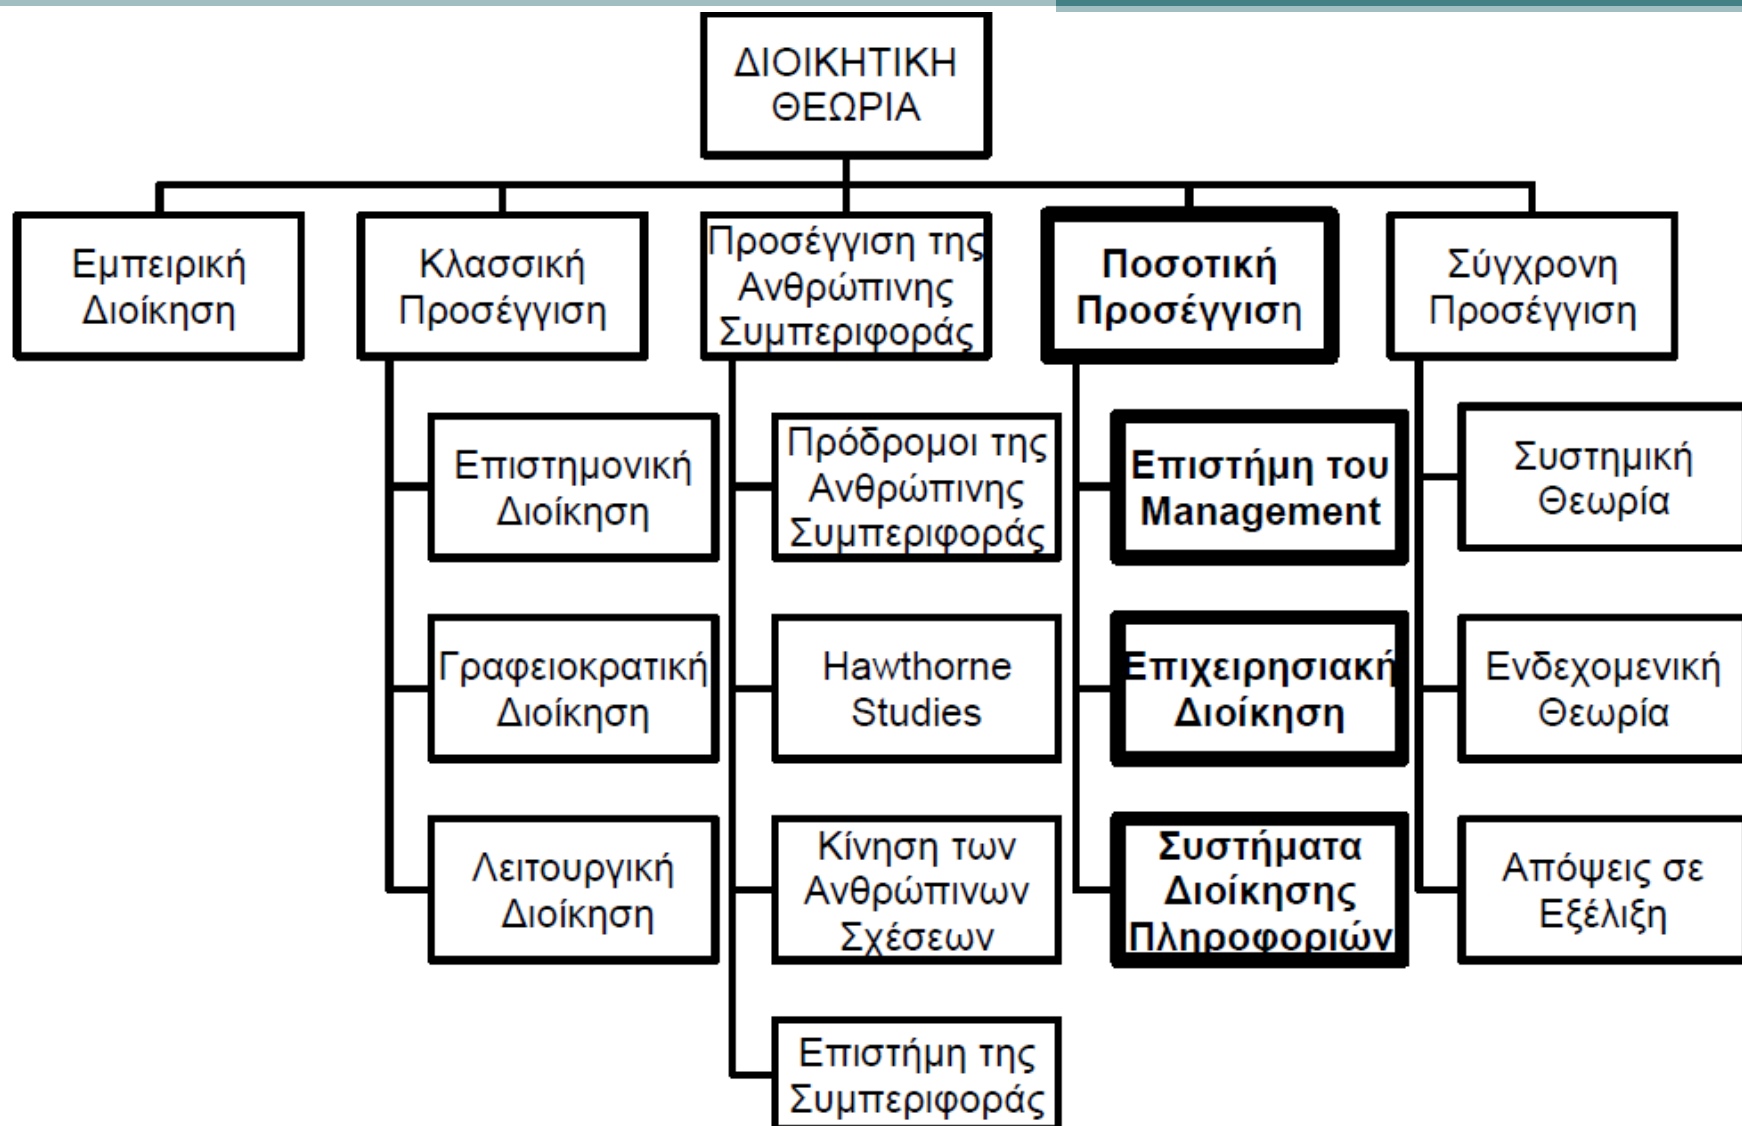 ΔΙΟΙΚΗΤΙΚΗ
ΘΕΩΡΙΑ
Εμπειρική
Διοίκηση
Κλασσική
Προσέγγιση
Προσέγγιση της
Ανθρώπινης
Συμπεριφοράς
Ποσοτική
Προσέγγιση
Σύγχρονη
Προσέγγιση
Επιστημονική
Διοίκηση
Γραφειοκρατική
Διοίκηση
Λειτουργική
Διοίκηση
Πρόδρομοι της
Ανθρώπινης
Συμπεριφοράς
Hawthorne
Studies
Κίνηση των
Ανθρώπινων
Σχέσεων
Επιστήμη της
Συμπεριφοράς
Επιστήμη του
Management
Επιχειρησιακή
Διοίκηση
Συστήματα
Διοίκησης
Πληροφοριών
Συστημική
Θεωρία
Ενδεχομενική
Θεωρία
Απόψεις σε
Εξέλιξη